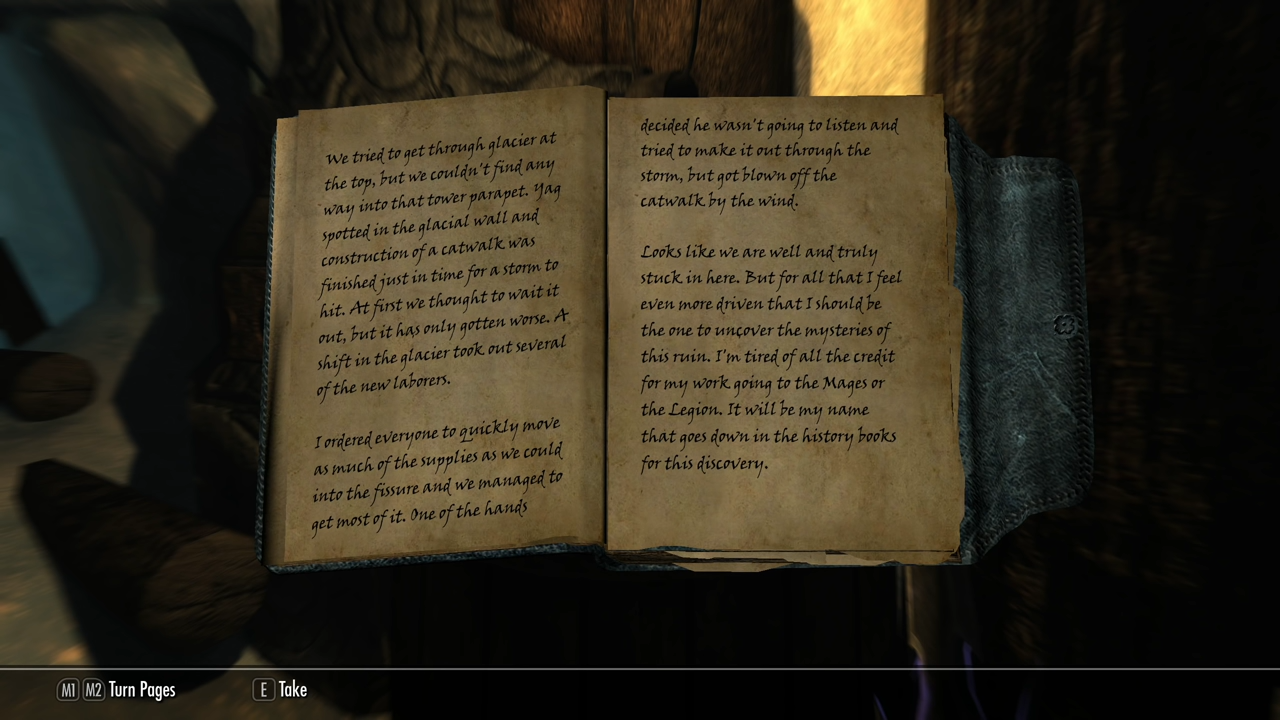 We tried to get through glacier at
the top, but we couldn't find any
way into that tower parapet. Yag
spotted in the glacial wall and
construction of a catwalk was
finished just in time for a storm to
hit. At first we thought to wait it
out, but it has only gotten worse. A
shift in the glacier took out several
of the new laborers.
I ordered everyone to quickly move
as much of the supplies as we could
into the fissure and we managed to
get most of it. One of the hands
decided he wasn't going to listen and
tried to make it out through the
storm, but got blown off the
catwalk by the wind.
Looks like we are well and truly
stuck in here. But for all that I feel
even more driven that I should be
the one to uncover the mysteries of
this ruin. I'm tired of all the credit
for my work going to the Mages or
the Legion. It will be my name
that goes down in the history books
for this discovery.
M1 M2 Turn Pages E Take